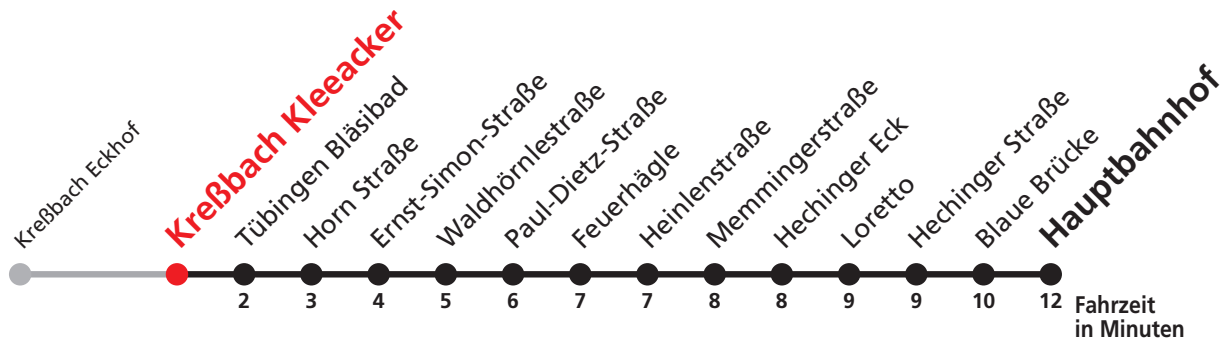 Kreßbach Eckhof
Kreßbach Kleeacker
Tübingen Bläsibad
Horn Straße
Ernst-Simon-Straße
Waldhörnlestraße
Paul-Dietz-Straße
Feuerhägle
Heinlenstraße
Memmingerstraße
Hechinger Eck
Loretto
Hechinger Straße
Blaue Brücke
Hauptbahnhof
2 3 4 5 6 7 7 8 8 9 9 10 12
Fahrzeit
in Minuten